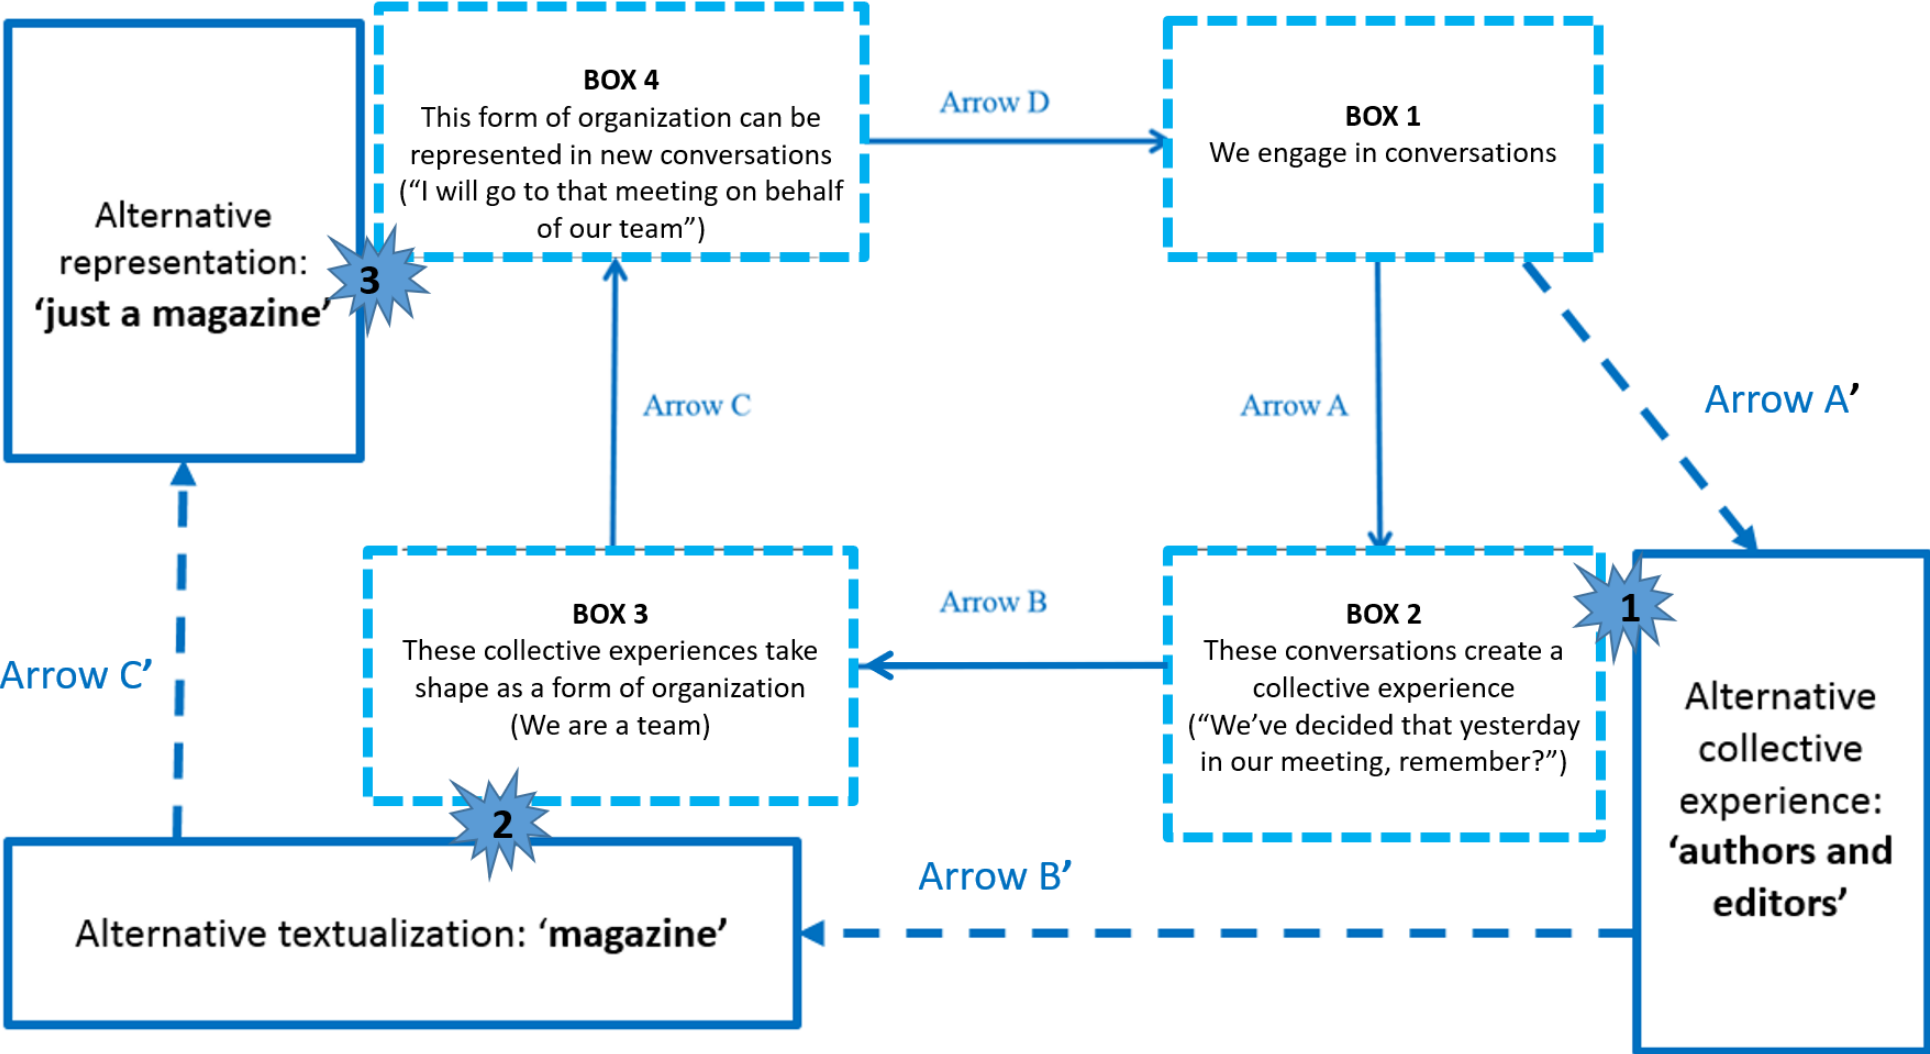 BOX 4
This form of organization can be
represented in new conversations
(“I will go to that meeting on behalf
of our team”)
Arrow D
BOX 1
We engage in conversations
Alternative
representation:
‘just a magazine’
3
Arrow C
Arrow A
Arrow A’
BOX 3
These collective experiences take
shape as a form of organization
(We are a team)
Arrow B
BOX 2
These conversations create a
collective experience
(“We’ve decided that yesterday
in our meeting, remember?”)
1
Arrow C’
2
Alternative
collective
experience:
‘authors and
editors’
Arrow B’
Alternative textualization: ‘magazine’